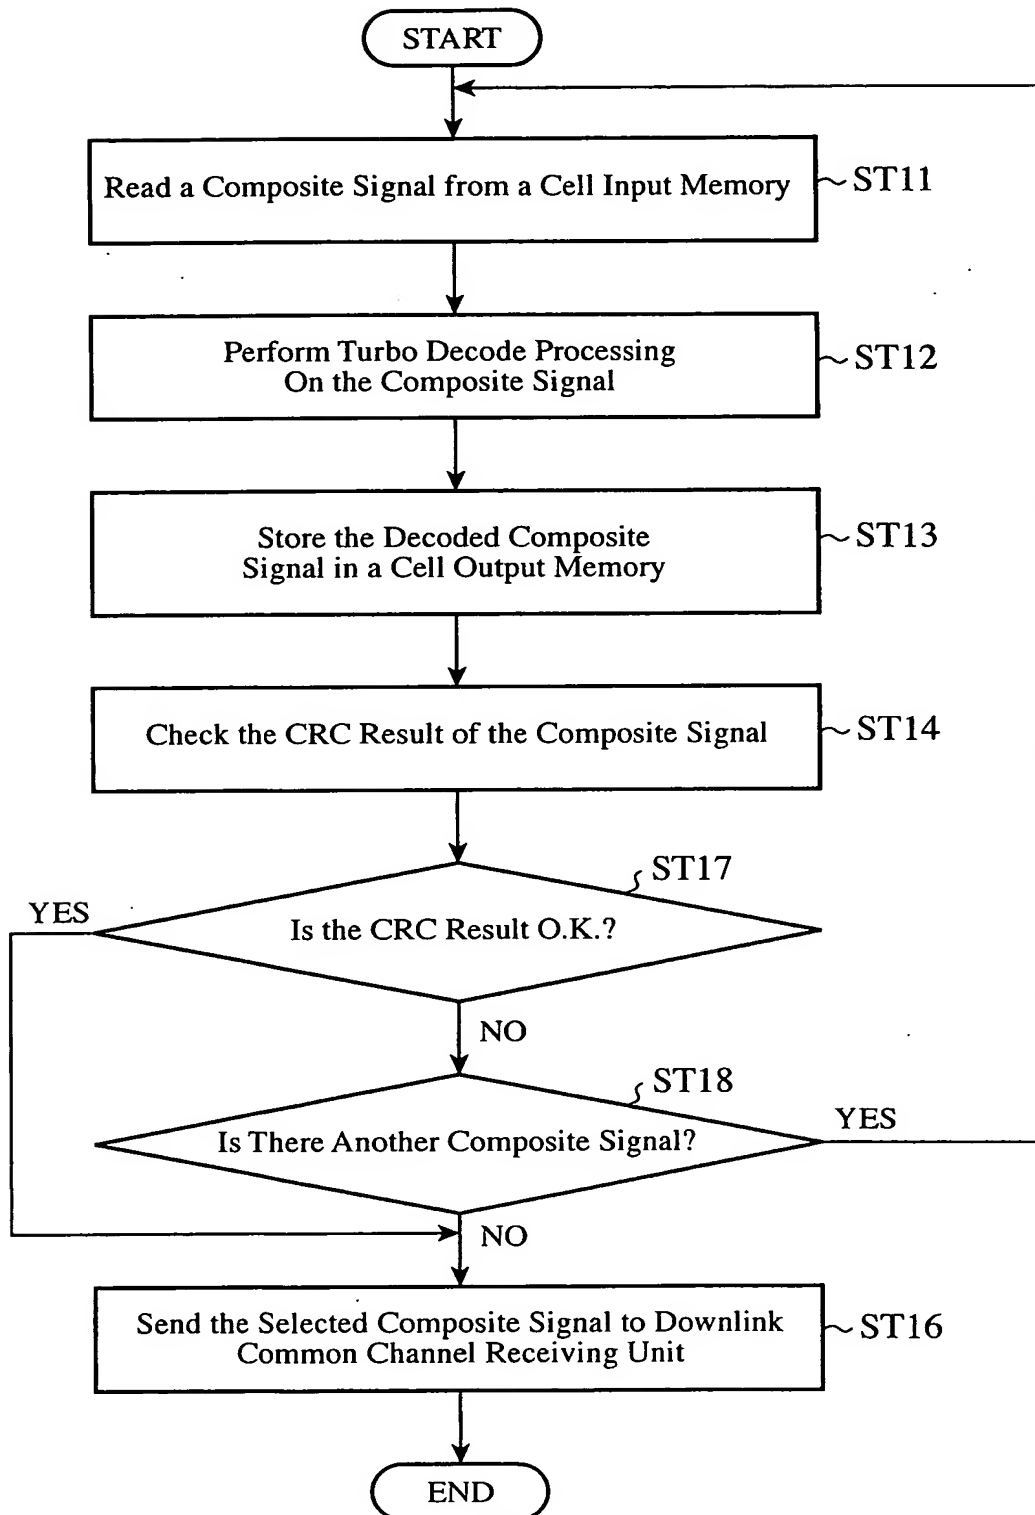 START
Read a Composite Signal from a Cell Input Memory
ST11
Perform Turbo Decode Processing
On the Composite Signal
ST12
Store the Decoded Composite
Signal in a Cell Output Memory
ST13
Check the CRC Result of the Composite Signal
ST14
ST17
YES
Is the CRC Result O.K.?
NO
ST18
YES
Is There Another Composite Signal?
NO
Send the Selected Composite Signal to Downlink
Common Channel Receiving Unit
ST16
END